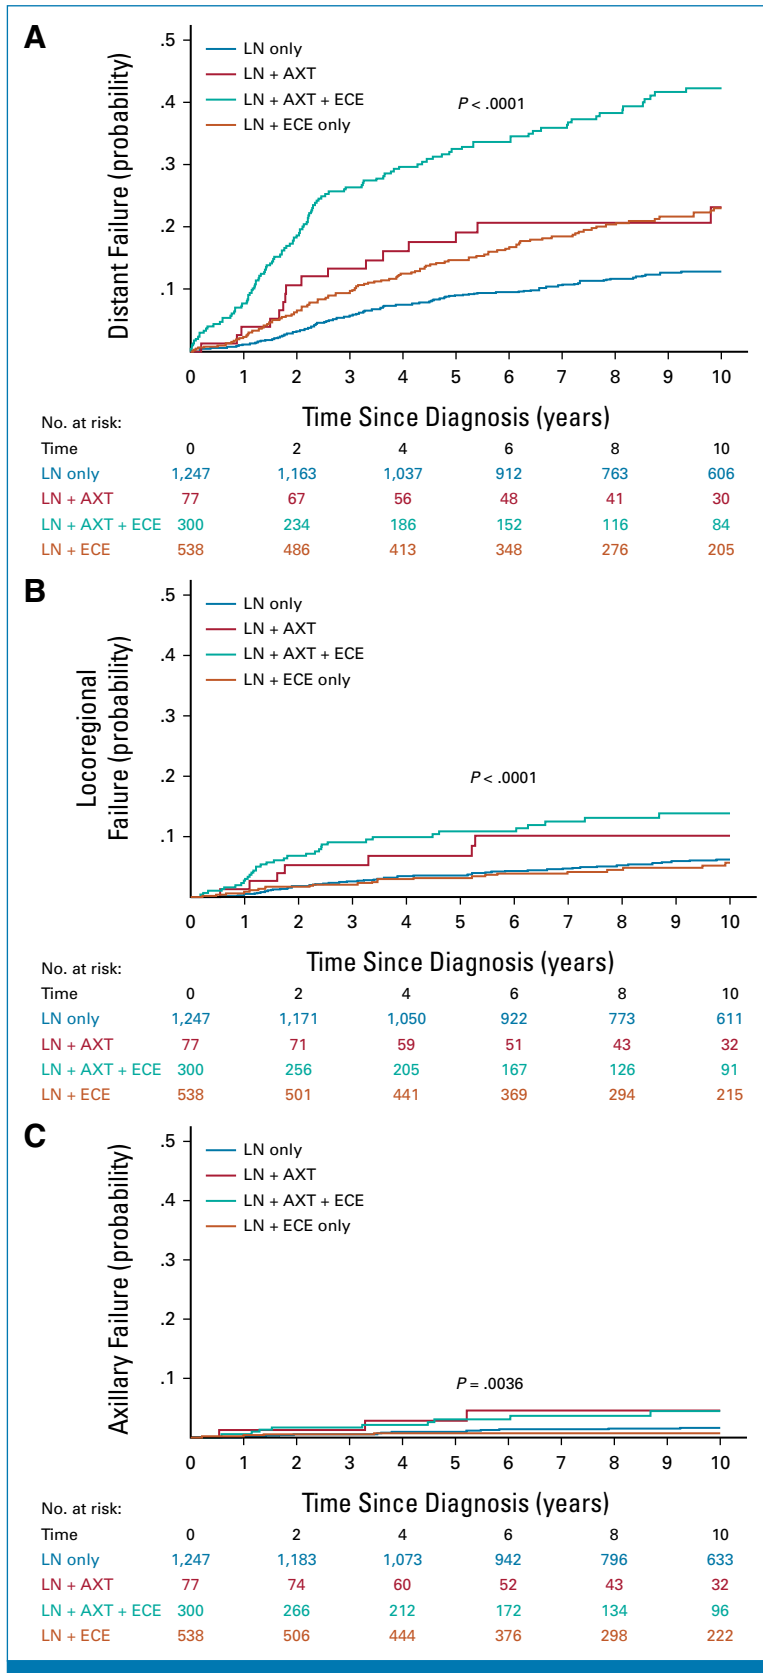 A
.5
.4
.3
.2
.1
Distant Failure (probability)
LN only
LN + AXT
LN + AXT + ECE
LN + ECE only
P < .0001
0 1 2 3 4 5 6 7 8 9 10
Time Since Diagnosis (years)
No. at risk:
Time 0 2 4 6 8 10
LN only 1,247 1,163 1,037 912 763 606
LN + AXT 77 67 56 48 41 30
LN + AXT + ECE 300 234 186 152 116 84
LN + ECE 538 486 413 348 276 205
B
.5
.4
.3
.2
.1
Locoregional
Failure (probability)
LN only
LN + AXT
LN + AXT + ECE
LN + ECE only
P < .0001
0 1 2 3 4 5 6 7 8 9 10
Time Since Diagnosis (years)
No. at risk:
Time 0 2 4 6 8 10
LN only 1,247 1,171 1,050 922 773 611
LN + AXT 77 71 59 51 43 32
LN + AXT + ECE 300 256 205 167 126 91
LN + ECE 538 501 441 369 294 215
C
.5
.4
.3
.2
.1
Axillary Failure (probability)
LN only
LN + AXT
LN + AXT + ECE
LN + ECE only
P = .0036
0 1 2 3 4 5 6 7 8 9 10
Time Since Diagnosis (years)
No. at risk:
Time 0 2 4 6 8 10
LN only 1,247 1,183 1,073 942 796 633
LN + AXT 77 74 60 52 43 32
LN + AXT + ECE 300 266 212 172 134 96
LN + ECE 538 506 444 376 298 222